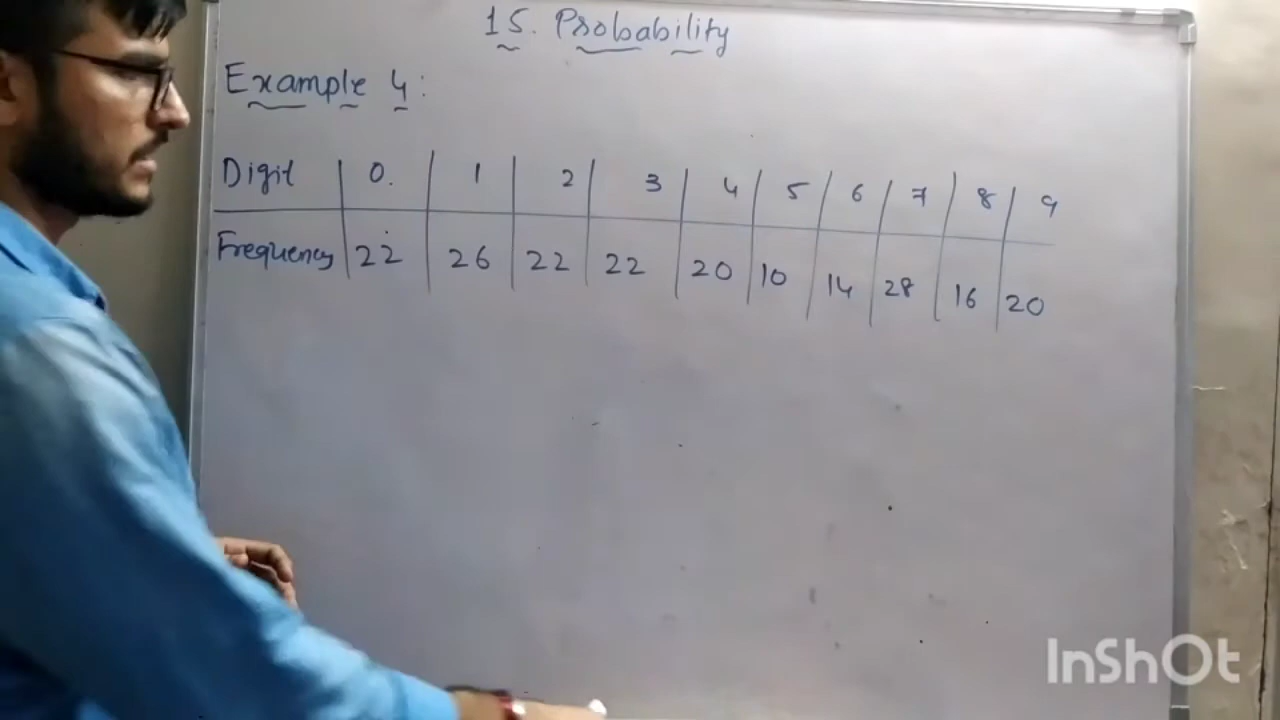 15. Probability
Example 4:
Digit 0. 1 2 3 4 5 6 7 8 9
Frequency 22 26 22 22 20 10 14 28 16 20
InShOt